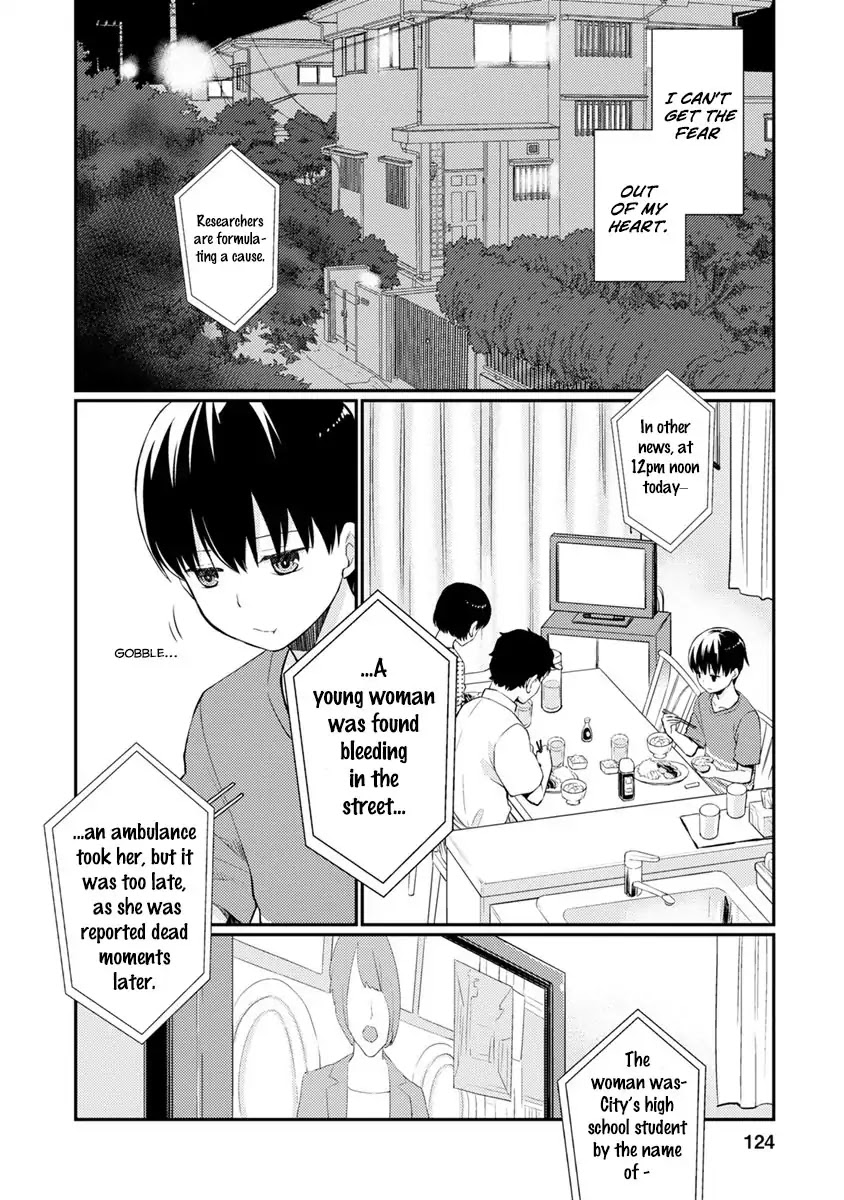 I CAN'T
GET THE
FEAR
OUT
OF MY
HEART.
Researchers
are formula-
ting a cause.
In other
news, at
12pm noon
today–
...A
young woman
was found
bleeding
in the
street...
GOBBLE...
...an ambulance
took her, but it
was too late,
as she was
reported dead
moments
later.
The
woman was-
City's high
school student
by the name
of -
124